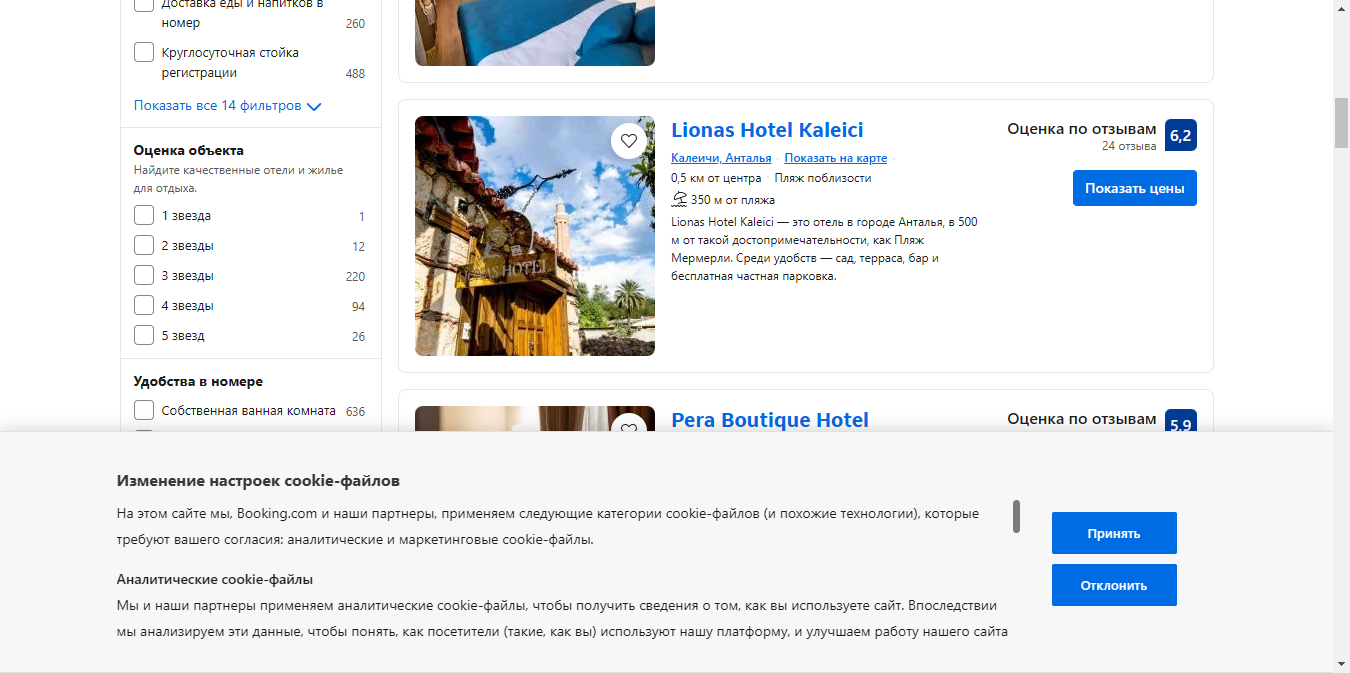 Доставка еды и напитков в
номер 260
Круглосуточная стойка
регистрации 488
Показать все 14 фильтров
Оценка объекта
Найдите качественные отели и жилье
для отдыха.
1 звезда 1
2 звезды 12
3 звезды 220
4 звезды 94
5 звезд 26
Удобства в номере
Собственная ванная комната 636
HOTEL
Lionas Hotel Kaleici
Калеичи, Анталья · Показать на карте ·
0,5 км от центра · Пляж поблизости
350 м от пляжа
Lionas Hotel Kaleici — это отель в городе Анталья, в 500
м от такой достопримечательности, как Пляж
Мермерли. Среди удобств — сад, терраса, бар и
бесплатная частная парковка.
Оценка по отзывам 6,2
24 отзыва
Показать цены
Pera Boutique Hotel
Оценка по отзывам 5,9
Изменение настроек cookie-файлов
На этом сайте мы, Booking.com и наши партнеры, применяем следующие категории cookie-файлов (и похожие технологии), которые
требуют вашего согласия: аналитические и маркетинговые cookie-файлы.
Аналитические cookie-файлы
Мы и наши партнеры применяем аналитические cookie-файлы, чтобы получить сведения о том, как вы используете сайт. Впоследствии
мы анализируем эти данные, чтобы понять, как посетители (такие, как вы) используют нашу платформу, и улучшаем работу нашего сайта
Принять
Отклонить